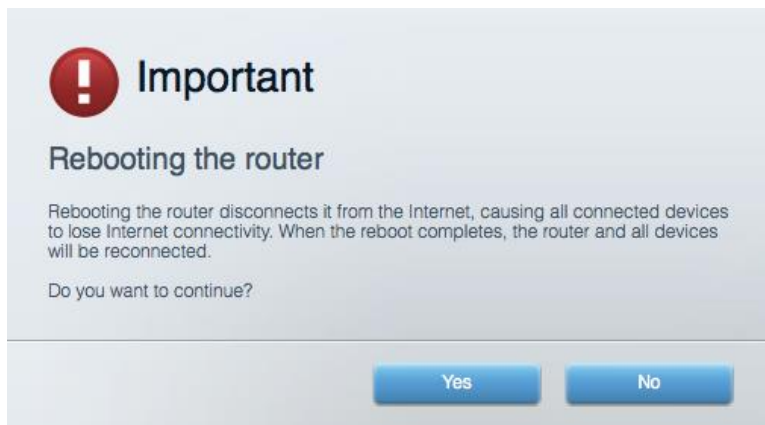 Important
Rebooting the router
Rebooting the router disconnects it from the Internet, causing all connected devices
to lose Internet connectivity. When the reboot completes, the router and all devices
will be reconnected.
Do you want to continue?
Yes No